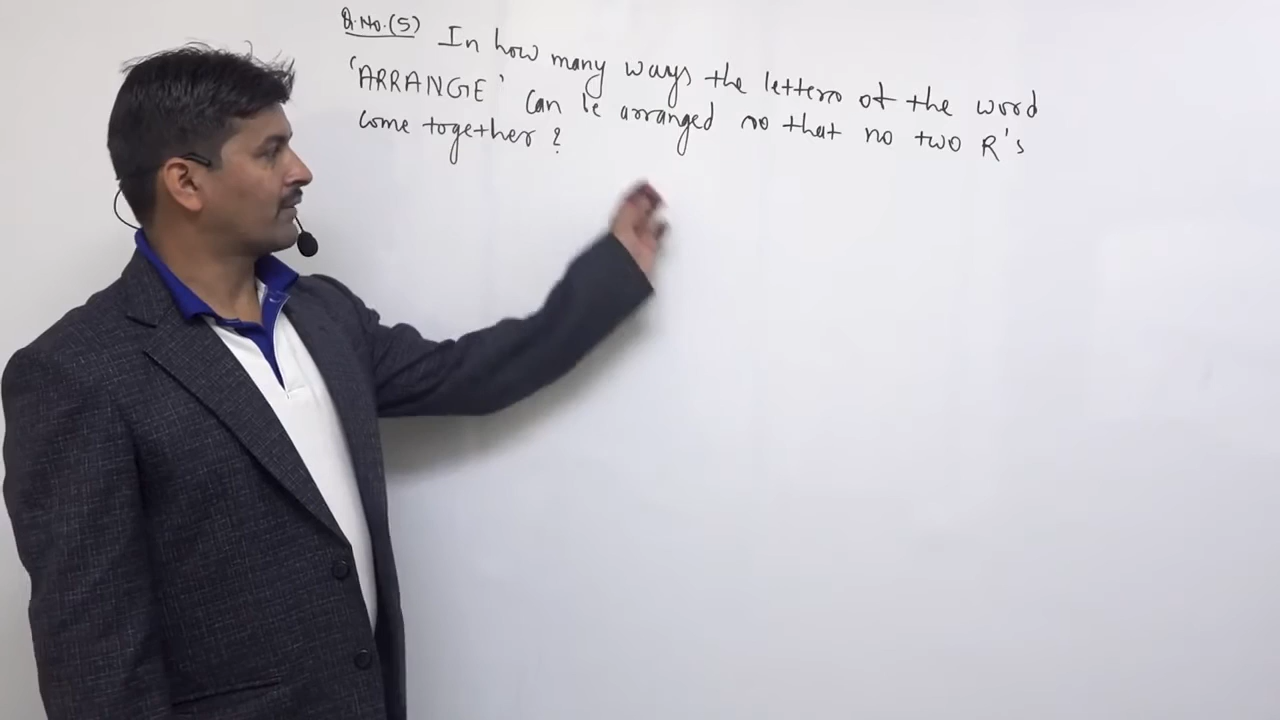 Q.No.(5) In how many ways the letters of the word
'ARRANGE' can be arranged so that no two R's
come together ?